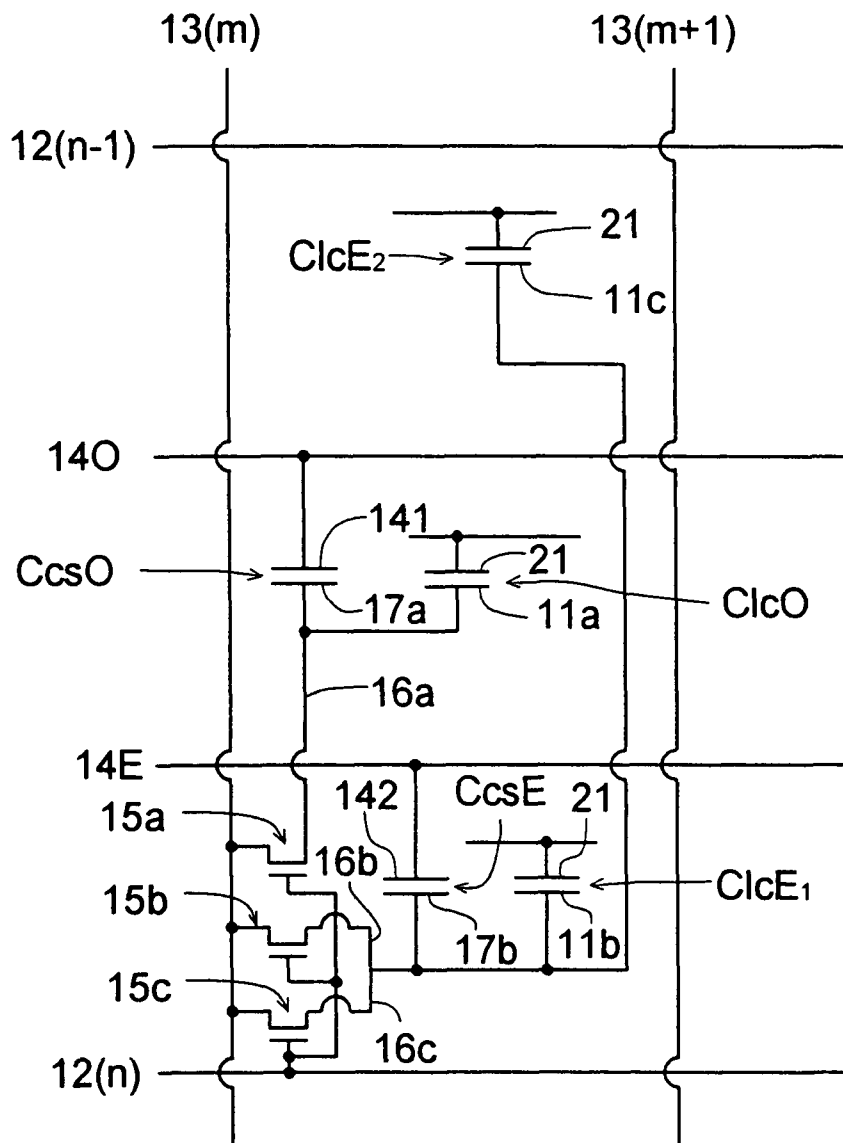 13(m)
13(m+1)
12(n-1)
21
ClcE2
11c
14O
141
21
CcsO
17a
11a
ClcO
16a
14E
142
CcsE
21
15a
16b
ClcE1
15b
17b
11b
15c
16c
12(n)